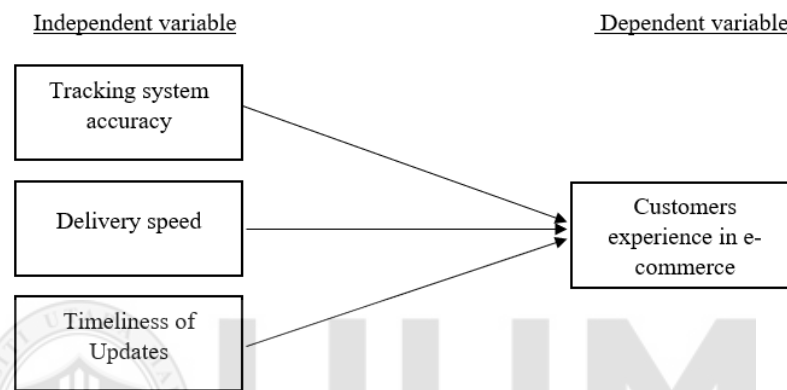 Independent variable
Dependent variable
Tracking system
accuracy
Delivery speed
Timeliness of
Updates
Customers
experience in e-
commerce